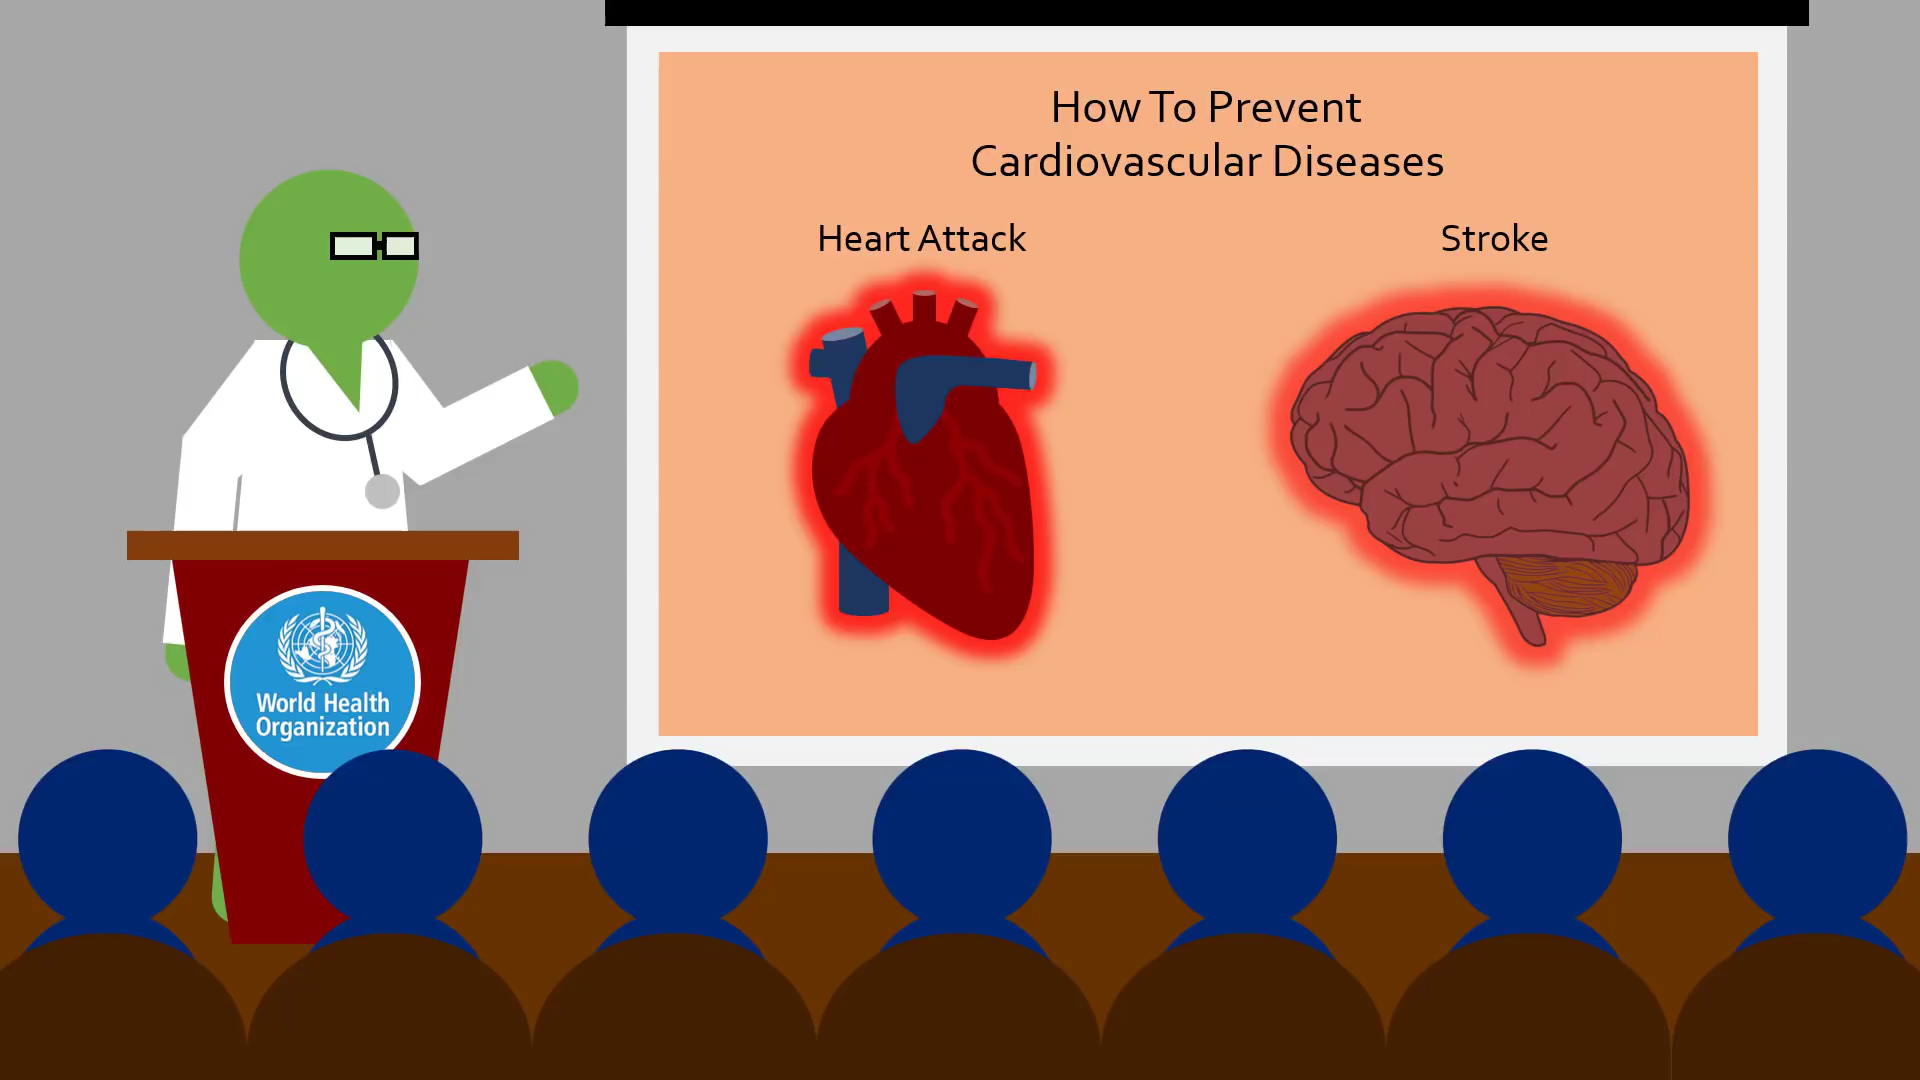 How To Prevent
Cardiovascular Diseases
Heart Attack
Stroke
World Health
Organization